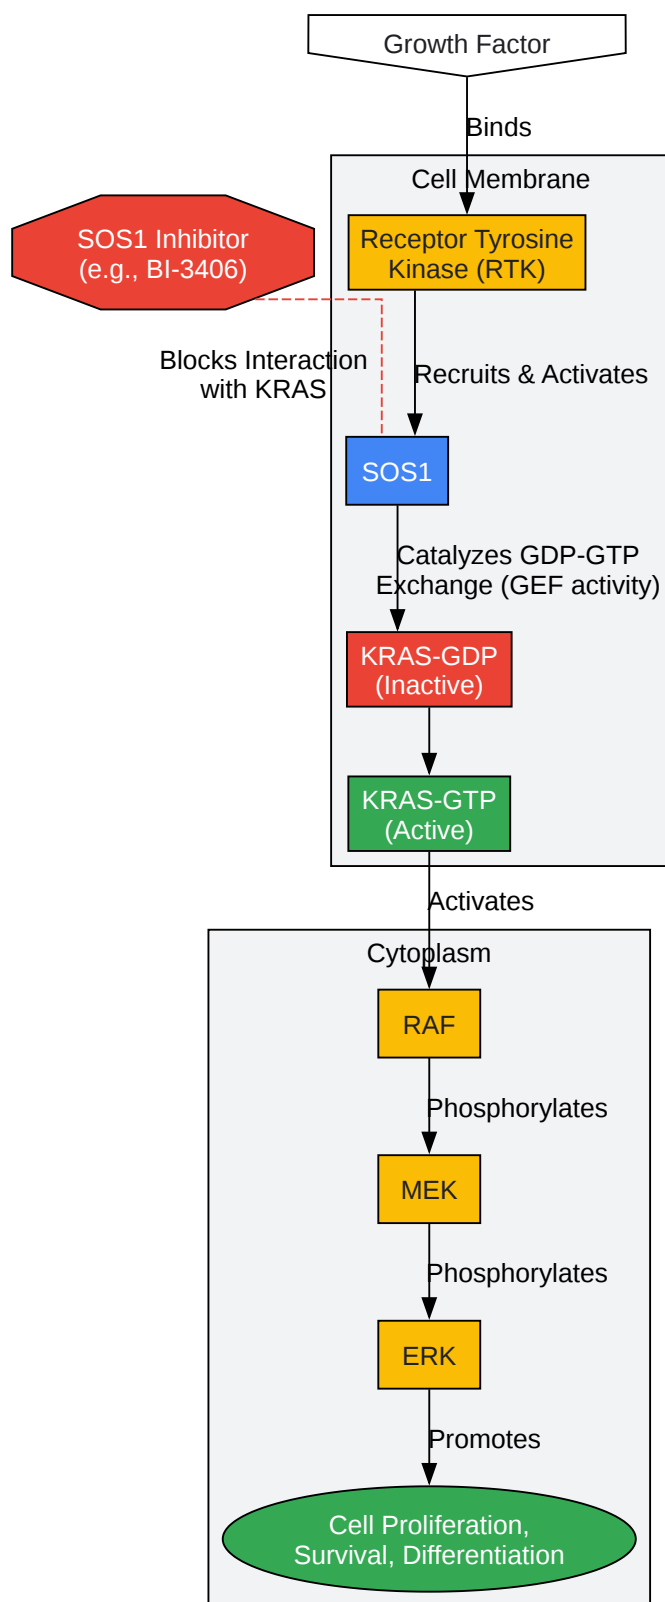 Growth Factor
Binds
Cell Membrane
SOS1 Inhibitor
(e.g., BI-3406)
Receptor Tyrosine
Kinase (RTK)
Blocks Interaction
with KRAS
Recruits & Activates
SOS1
Catalyzes GDP-GTP
Exchange (GEF activity)
KRAS-GDP
(Inactive)
KRAS-GTP
(Active)
Activates
Cytoplasm
RAF
Phosphorylates
MEK
Phosphorylates
ERK
Promotes
Cell Proliferation,
Survival, Differentiation